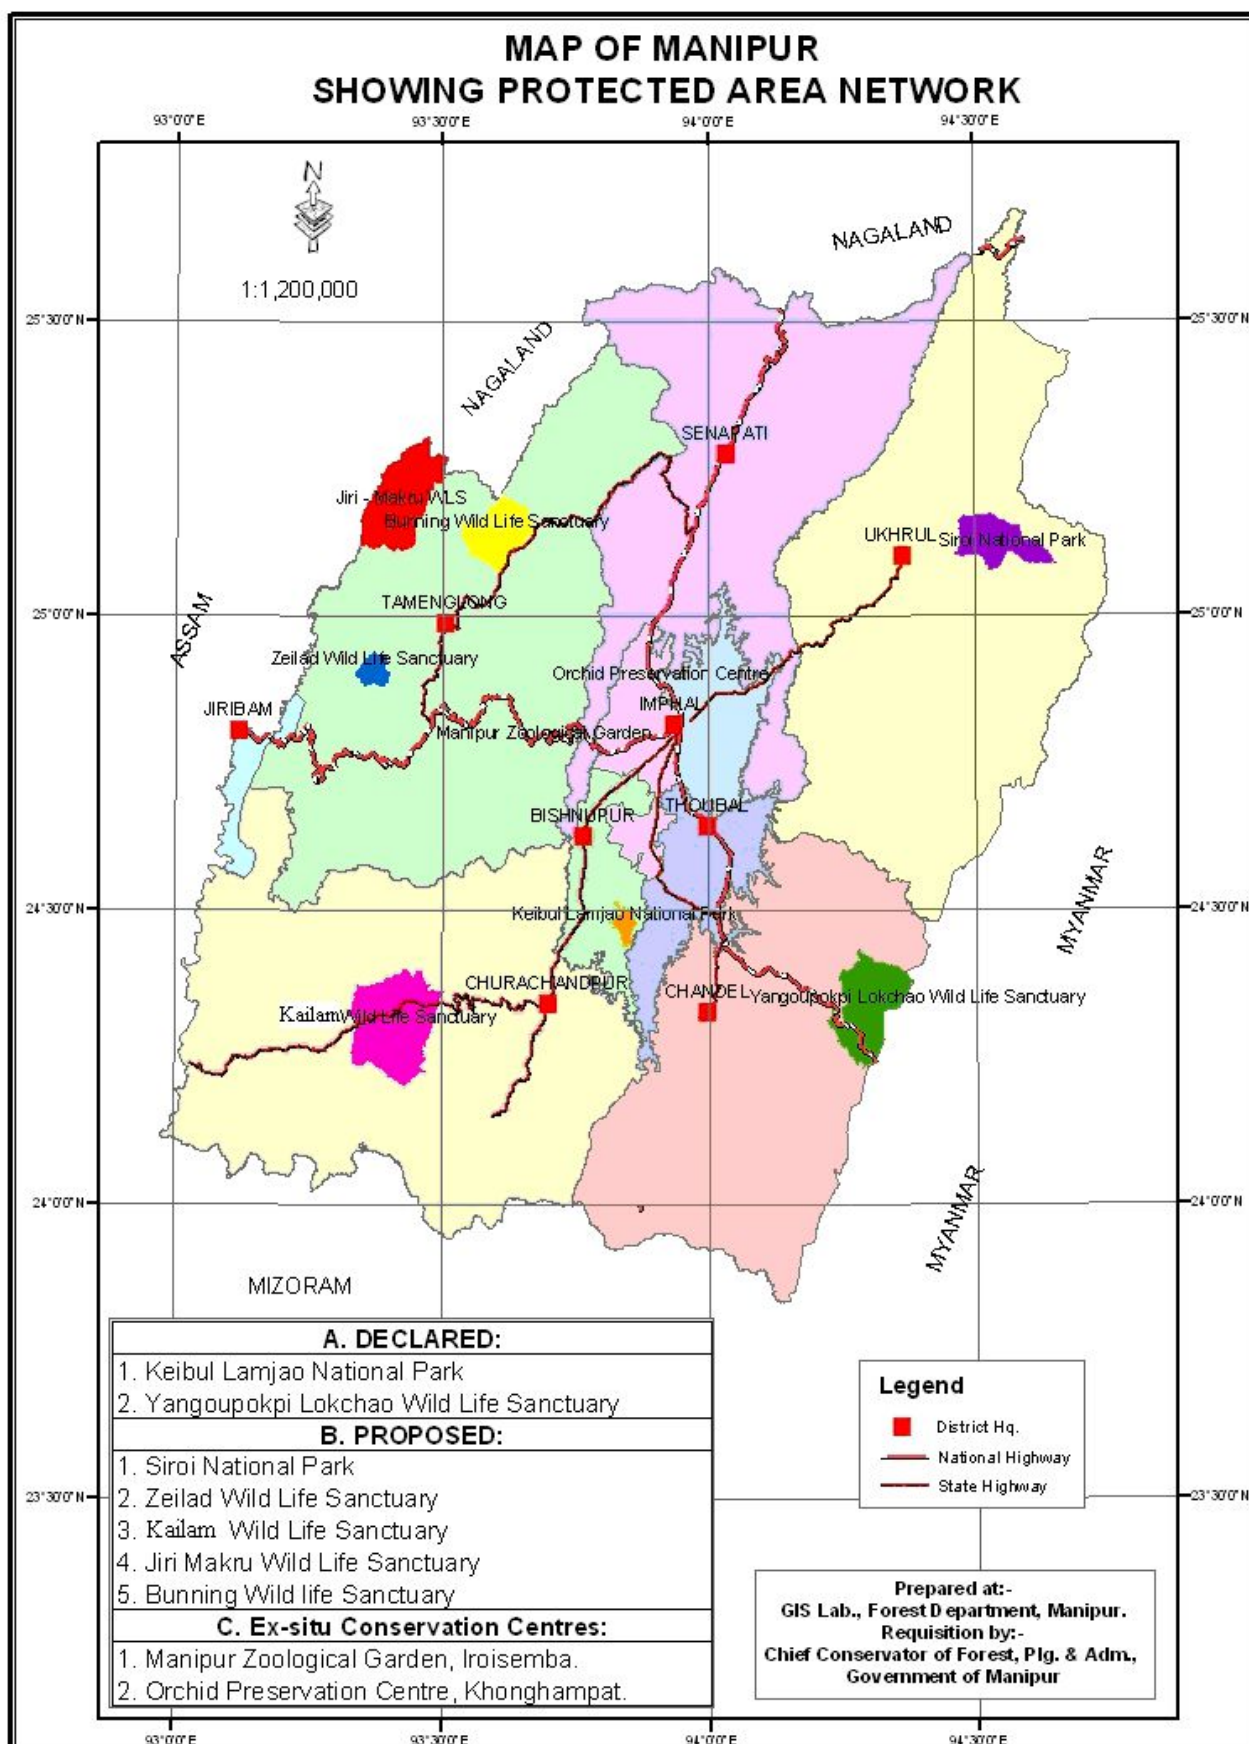 MAP OF MANIPUR
SHOWING PROTECTED AREA NETWORK
93°0'0"E
93°30'0"E
94°0'0"E
94°30'0"E
N
1:1,200,000
NAGALAND
25°30'0"N
25°30'0"N
NAGALAND
SENAPATI
Jiri - Makru WLS
Bunning Wild Life Sanctuary
UKHRUL
Siroi National Park
25°0'0"N
25°0'0"N
TAMENGLONG
ASSAM
Zeilad Wild Life Sanctuary
Orchid Preservation Centre
JIRIBAM
IMPHAL
Manipur Zoological Garden
BISHNUPUR
THOUBAL
MYANMAR
24°30'0"N
24°30'0"N
Keibul Lamjao National Park
CHURACHANDPUR
CHANDEL
Yangoupokpi Lokchao Wild Life Sanctuary
Kailam Wild Life Sanctuary
24°0'0"N
24°0'0"N
MYANMAR
MIZORAM
A. DECLARED:
1. Keibul Lamjao National Park
2. Yangoupokpi Lokchao Wild Life Sanctuary
B. PROPOSED:
1. Siroi National Park
2. Zeilad Wild Life Sanctuary
3. Kailam Wild Life Sanctuary
4. Jiri Makru Wild Life Sanctuary
5. Bunning Wild life Sanctuary
C. Ex-situ Conservation Centres:
1. Manipur Zoological Garden, Iroisemba.
2. Orchid Preservation Centre, Khonghampat.
Legend
District Hq.
National Highway
State Highway
23°30'0"N
23°30'0"N
Prepared at:-
GIS Lab., Forest Department, Manipur.
Requisition by:-
Chief Conservator of Forest, Plg. & Adm.,
Government of Manipur
93°0'0"E
93°30'0"E
94°0'0"E
94°30'0"E